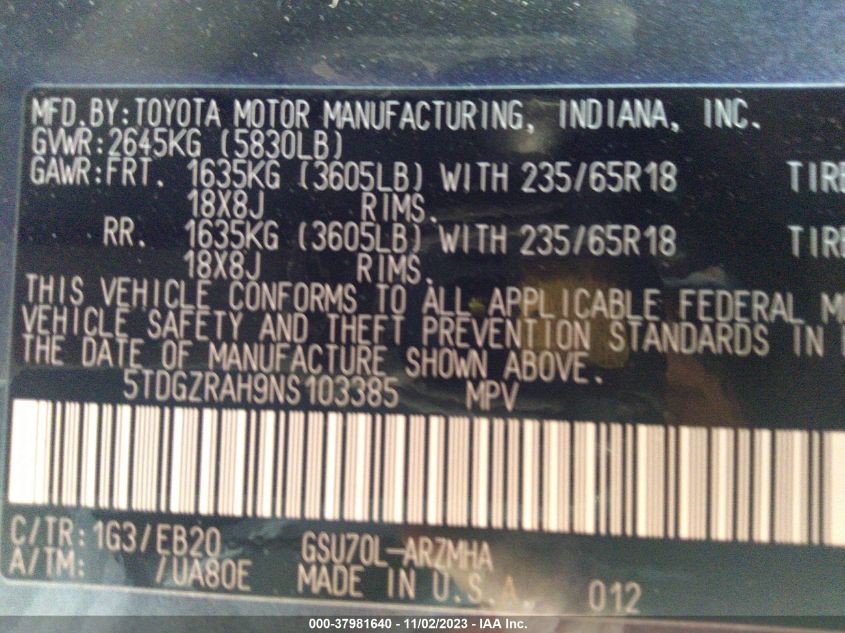 MFD.BY:TOYOTA MOTOR MANUFACTURING, INDIANA, INC.
GVWR:2645KG (5830LB)
GAWR:FRT. 1635KG (3605LB) WITH 235/65R18 TIRE
18X8J RIMS.
RR. 1635KG (3605LB) WITH 235/65R18 TIRE
18X8J RIMS.
THIS VEHICLE CONFORMS TO ALL APPLICABLE FEDERAL M
VEHICLE SAFETY AND THEFT PREVENTION STANDARDS IN
THE DATE OF MANUFACTURE SHOWN ABOVE.
5TDGZRAH9NS103385 MPV
C/TR:1G3/EB20 GSU70L-ARZMHA
A/TM: /UA80E MADE IN U.S.A. 012
000-37981640 - 11/02/2023 - IAA Inc.